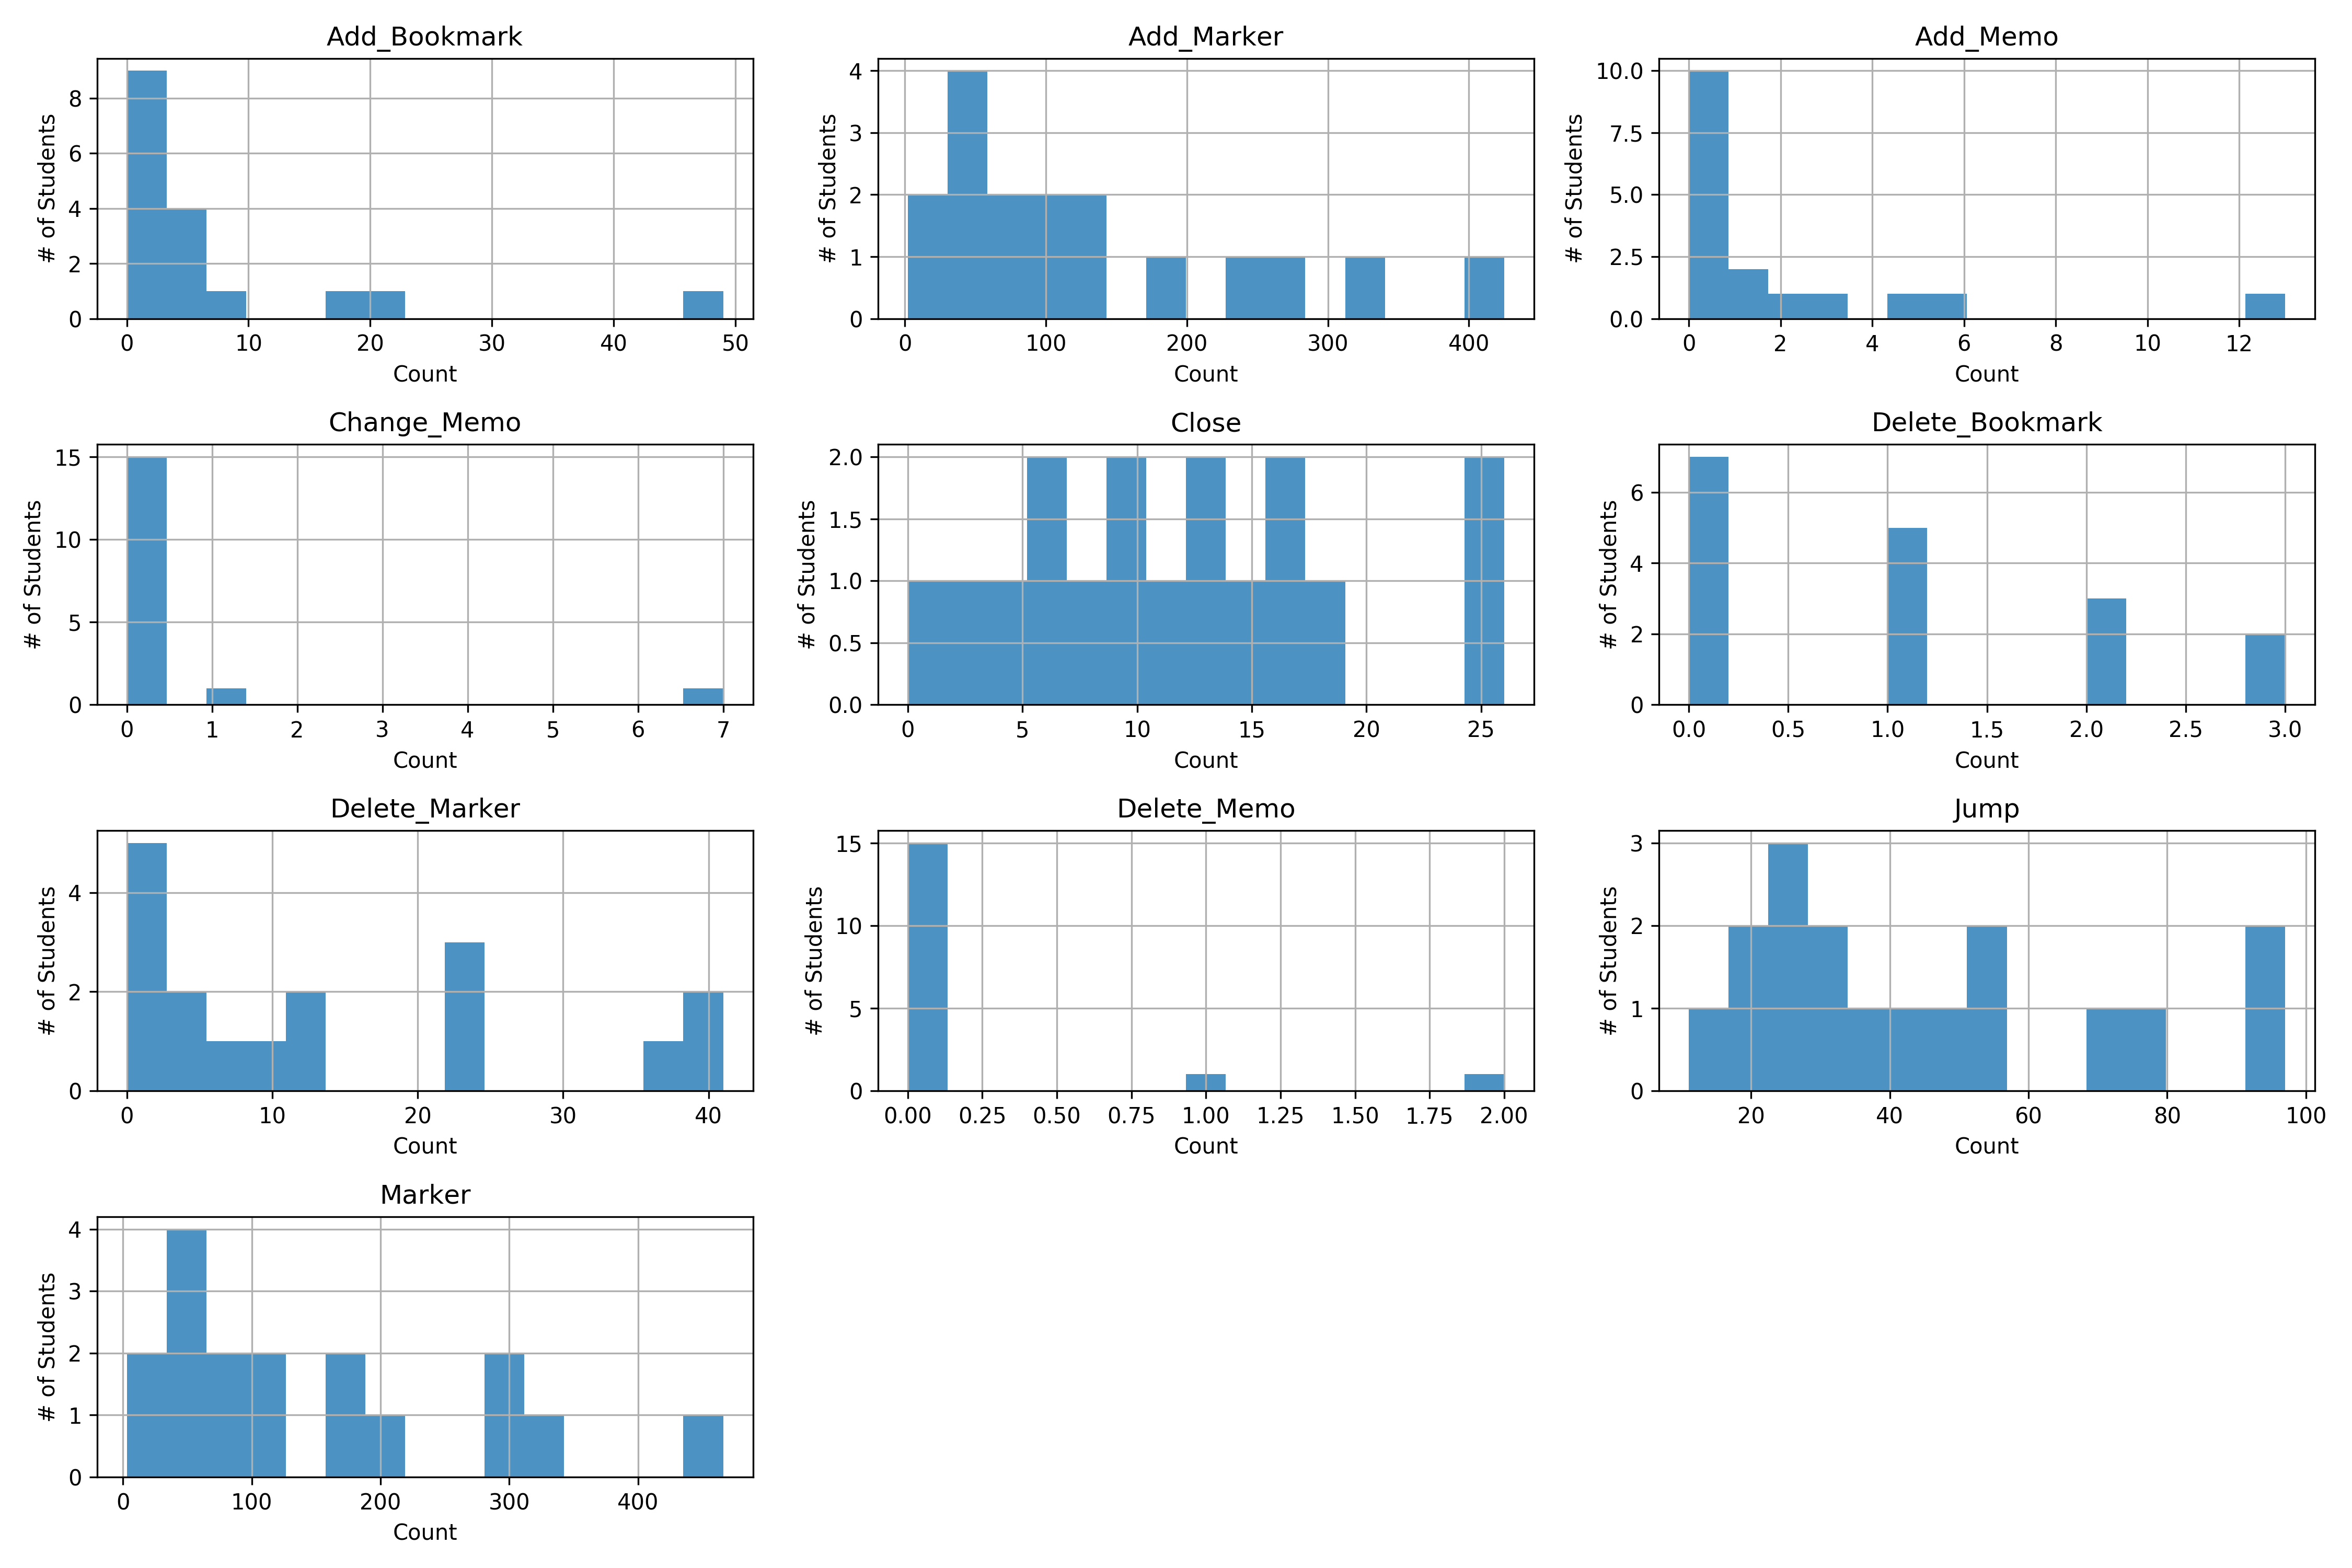 Add_Bookmark
# of Students
8
6
4
2
0
0 10 20 30 40 50
Count
Add_Marker
# of Students
4
3
2
1
0
0 100 200 300 400
Count
Add_Memo
# of Students
10.0
7.5
5.0
2.5
0.0
0 2 4 6 8 10 12
Count
Change_Memo
# of Students
15
10
5
0
0 1 2 3 4 5 6 7
Count
Close
# of Students
2.0
1.5
1.0
0.5
0.0
0 5 10 15 20 25
Count
Delete_Bookmark
# of Students
6
4
2
0
0.0 0.5 1.0 1.5 2.0 2.5 3.0
Count
Delete_Marker
# of Students
4
2
0
0 10 20 30 40
Count
Delete_Memo
# of Students
15
10
5
0
0.00 0.25 0.50 0.75 1.00 1.25 1.50 1.75 2.00
Count
Jump
# of Students
3
2
1
0
20 40 60 80 100
Count
Marker
# of Students
4
3
2
1
0
0 100 200 300 400
Count